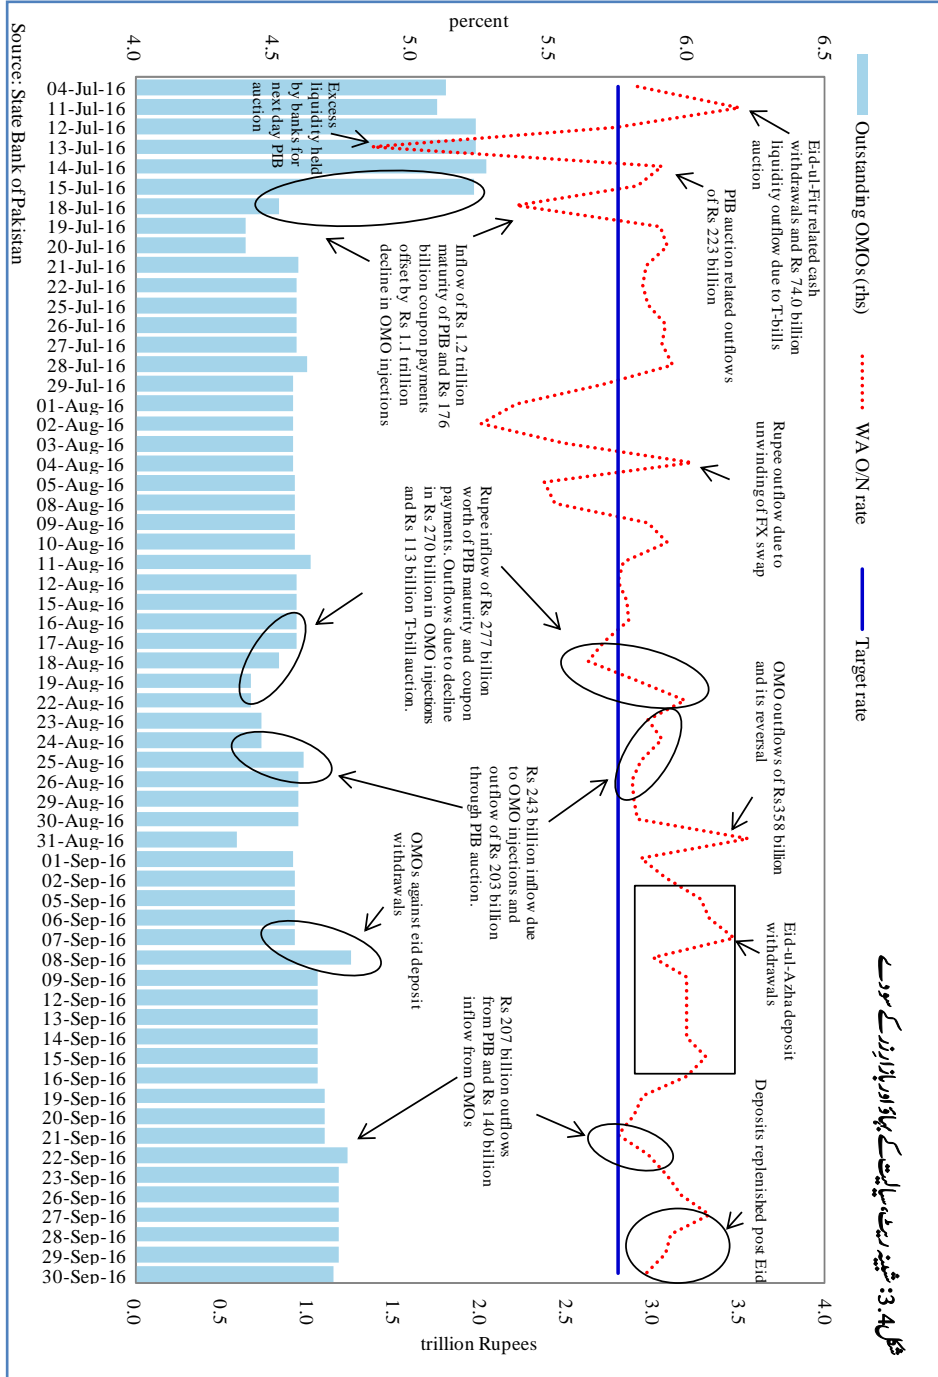 شکل 3.4: شبینہ ریٹ، سیالیت کے بہاؤ اور بازارِ زر کے سودے
Outstanding OMOs (rhs)
WA O/N rate
Target rate
percent
6.5
6.0
5.5
5.0
4.5
4.0
Eid-ul-Fitr related cash
withdrawals and Rs 74.0 billion
liquidity outflow due to T-bills
auction
PIB auction related outflows
of Rs 223 billion
Rupee outflow due to
unwinding of FX swap
OMO outflows of Rs358 billion
and its reversal
Eid-ul-Azha deposit
withdrawals
Deposits replenished post Eid
Excess
liquidity held
by banks for
next day PIB
auction
Inflow of Rs 1.2 trillion
maturity of PIB and Rs 176
billion coupon payments
offset by Rs 1.1 trillion
decline in OMO injections
Rupee inflow of Rs 277 billion
worth of PIB maturity and coupon
payments. Outflows due to decline
in Rs 270 billion in OMO injections
and Rs 113 billion T-bill auction.
Rs 243 billion inflow due
to OMO injections and
outflow of Rs 203 billion
through PIB auction.
OMOs against eid deposit
withdrawals
Rs 207 billion outflows
from PIB and Rs 140 billion
inflow from OMOs
4.0
3.5
3.0
2.5
2.0
1.5
1.0
0.5
0.0
trillion Rupees
04-Jul-16
11-Jul-16
12-Jul-16
13-Jul-16
14-Jul-16
15-Jul-16
18-Jul-16
19-Jul-16
20-Jul-16
21-Jul-16
22-Jul-16
25-Jul-16
26-Jul-16
27-Jul-16
28-Jul-16
29-Jul-16
01-Aug-16
02-Aug-16
03-Aug-16
04-Aug-16
05-Aug-16
08-Aug-16
09-Aug-16
10-Aug-16
11-Aug-16
12-Aug-16
15-Aug-16
16-Aug-16
17-Aug-16
18-Aug-16
19-Aug-16
22-Aug-16
23-Aug-16
24-Aug-16
25-Aug-16
26-Aug-16
29-Aug-16
30-Aug-16
31-Aug-16
01-Sep-16
02-Sep-16
05-Sep-16
06-Sep-16
07-Sep-16
08-Sep-16
09-Sep-16
12-Sep-16
13-Sep-16
14-Sep-16
15-Sep-16
16-Sep-16
19-Sep-16
20-Sep-16
21-Sep-16
22-Sep-16
23-Sep-16
26-Sep-16
27-Sep-16
28-Sep-16
29-Sep-16
30-Sep-16
Source: State Bank of Pakistan